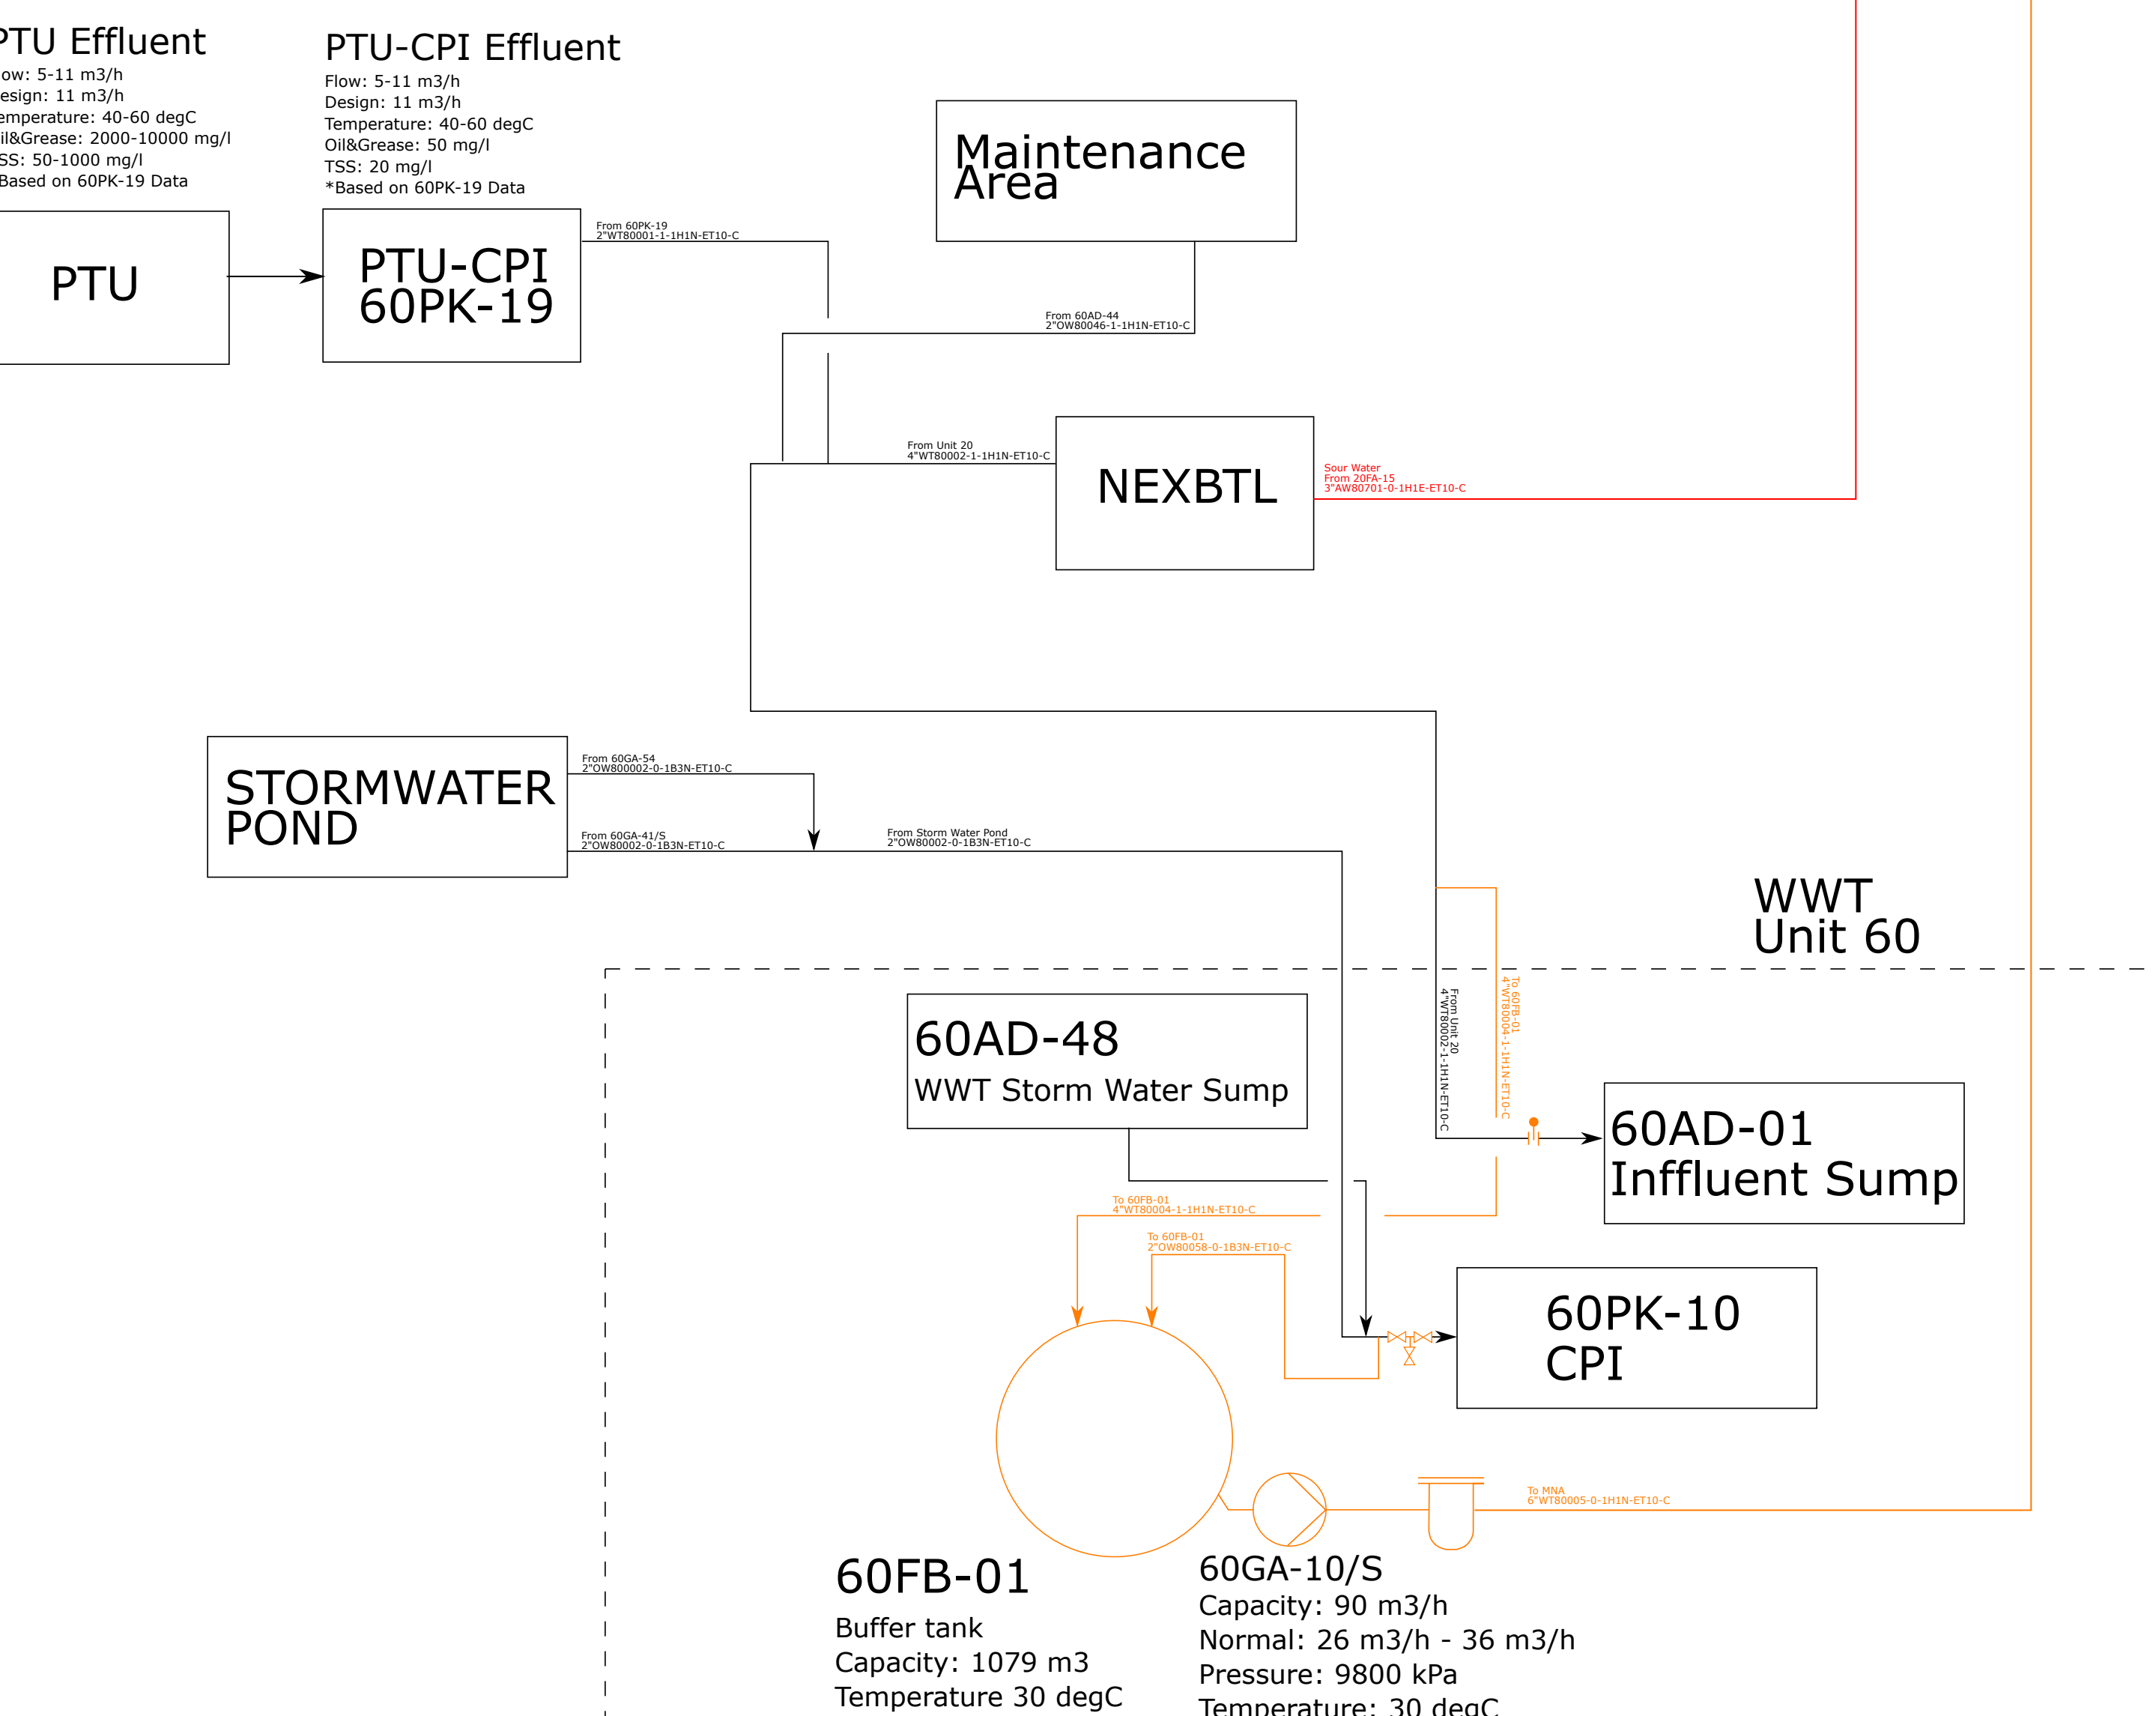 PTU Effluent
ow: 5-11 m3/h
esign: 11 m3/h
emperature: 40-60 degC
il&Grease: 2000-10000 mg/l
SS: 50-1000 mg/l
Based on 60PK-19 Data
PTU-CPI Effluent
Flow: 5-11 m3/h
Design: 11 m3/h
Temperature: 40-60 degC
Oil&Grease: 50 mg/l
TSS: 20 mg/l
*Based on 60PK-19 Data
Maintenance
Area
PTU
PTU-CPI
60PK-19
From 60PK-19
2"WT80001-1-1H1N-ET10-C
From 60AD-44
2"OW80046-1-1H1N-ET10-C
From Unit 20
4"WT80002-1-1H1N-ET10-C
NEXBTL
Sour Water
From 20FA-15
3"AW80701-0-1H1E-ET10-C
STORMWATER
POND
From 60GA-54
2"OW800002-0-1B3N-ET10-C
From 60GA-41/S
2"OW80002-0-1B3N-ET10-C
From Storm Water Pond
2"OW80002-0-1B3N-ET10-C
WWT
Unit 60
From Unit 20
4"WT80002-1-1H1N-ET10-C
To 60FB-01
4"WT80004-1-1H1N-ET10-C
60AD-48
WWT Storm Water Sump
60AD-01
Inffluent Sump
To 60FB-01
4"WT80004-1-1H1N-ET10-C
To 60FB-01
2"OW80058-0-1B3N-ET10-C
60PK-10
CPI
To MNA
6"WT80005-0-1H1N-ET10-C
60FB-01
Buffer tank
Capacity: 1079 m3
Temperature 30 degC
60GA-10/S
Capacity: 90 m3/h
Normal: 26 m3/h - 36 m3/h
Pressure: 9800 kPa
Temperature: 30 degC